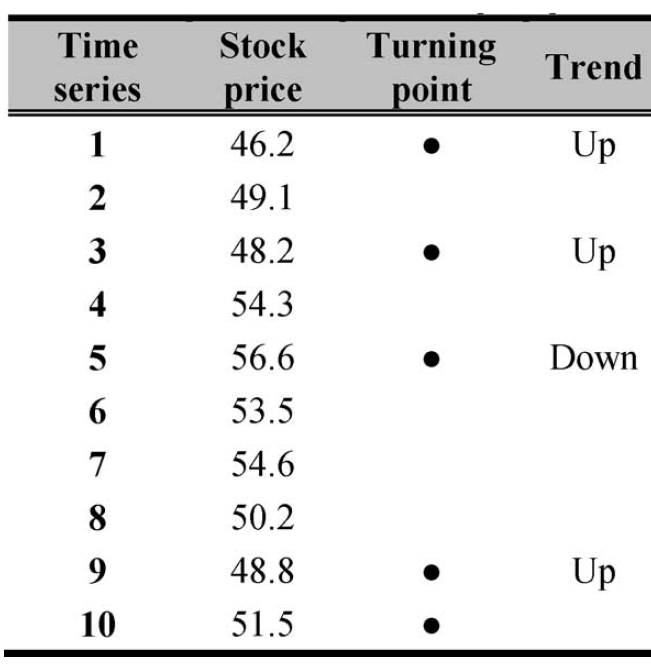 Time series Stock price Turning point Trend
1 46.2 ● Up
2 49.1
3 48.2 ● Up
4 54.3
5 56.6 ● Down
6 53.5
7 54.6
8 50.2
9 48.8 ● Up
10 51.5 ●